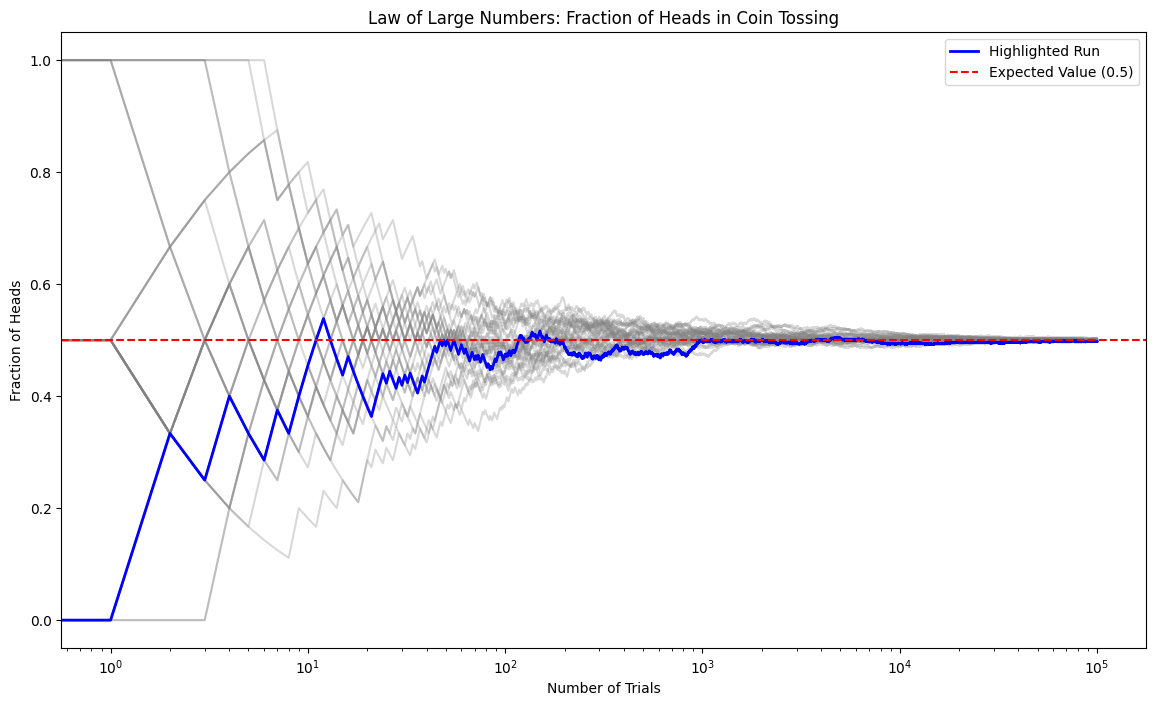 Law of Large Numbers: Fraction of Heads in Coin Tossing
Highlighted Run
Expected Value (0.5)
Fraction of Heads
1.0
0.8
0.6
0.4
0.2
0.0
10⁰ 10¹ 10² 10³ 10⁴ 10⁵
Number of Trials